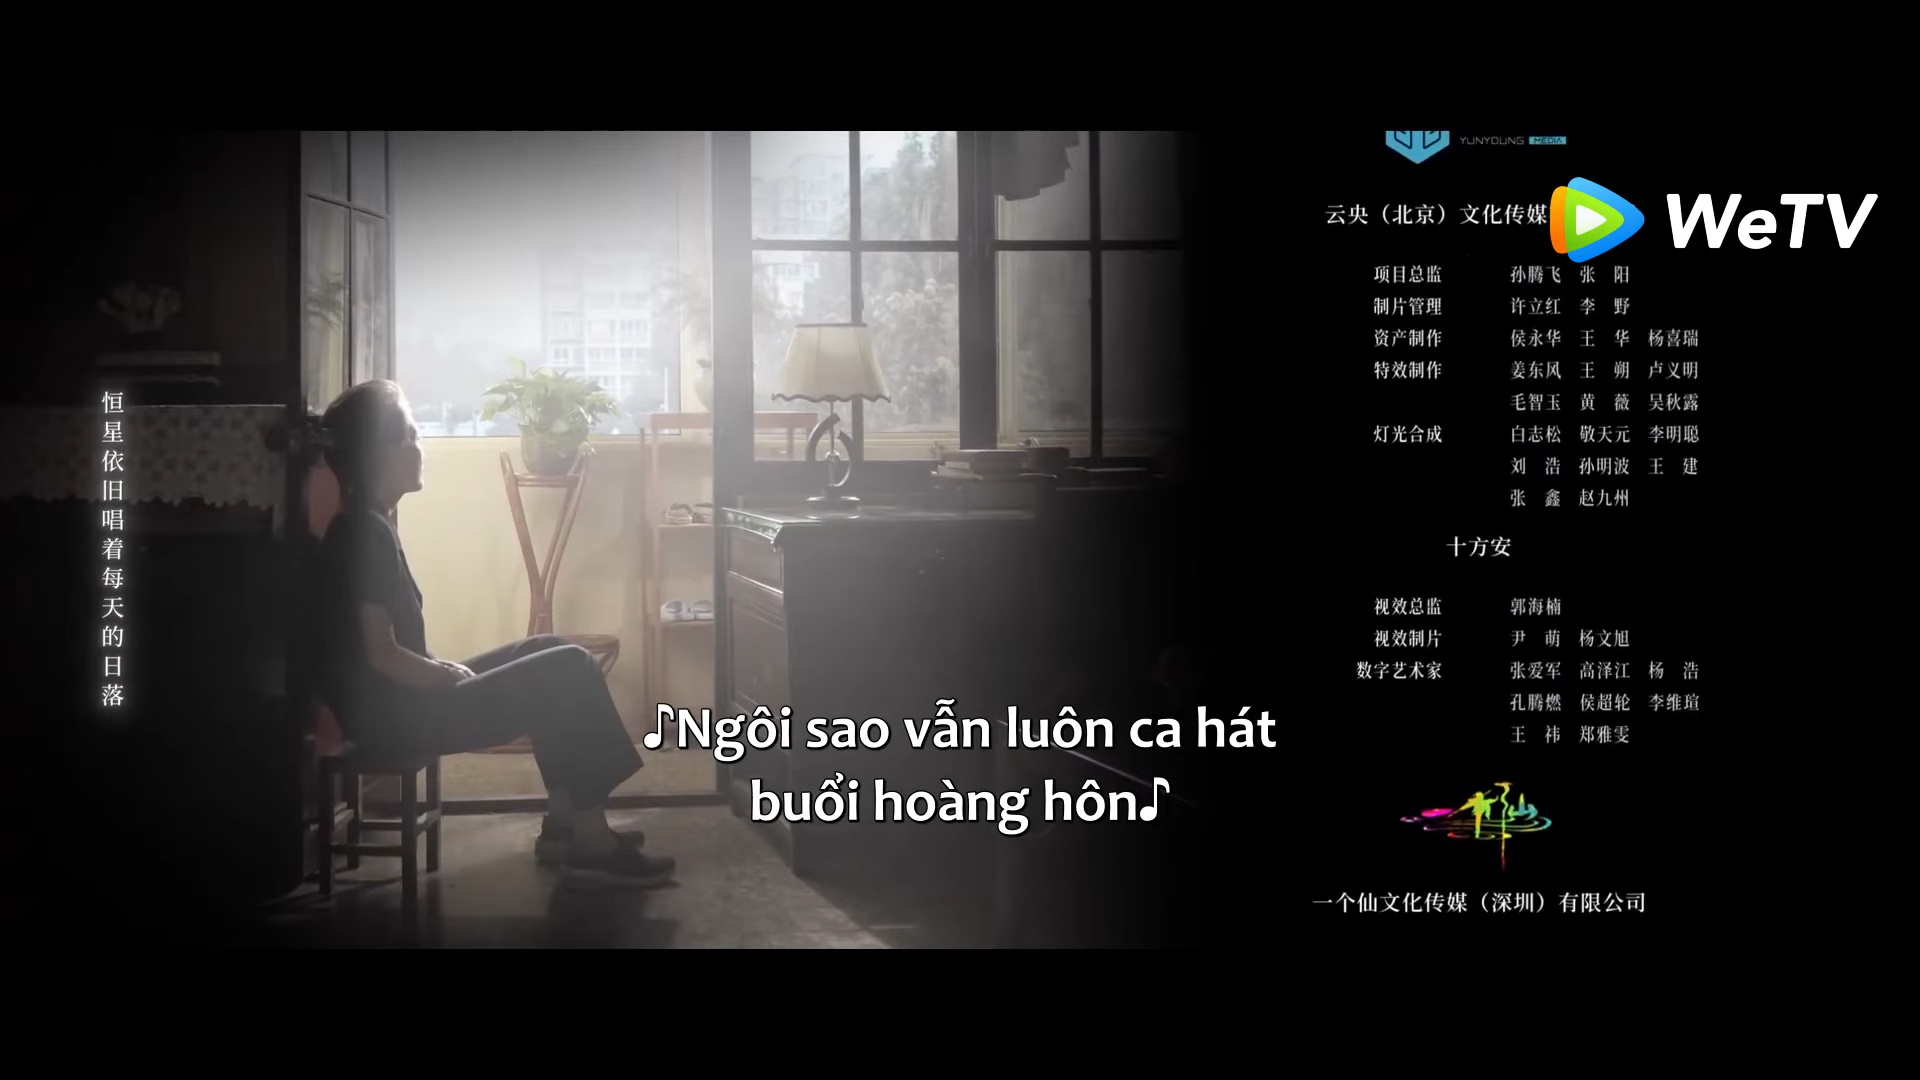 恒星依旧唱着每天的日落
♪Ngôi sao vẫn luôn ca hát
buổi hoàng hôn♪
YUNYOUNG MEDIA
云央（北京）文化传媒
WeTV
项目总监 孙腾飞 张 阳
制片管理 许立红 李 野
资产制作 侯永华 王 华 杨喜瑞
特效制作 姜东风 王 朔 卢义明
毛智玉 黄 薇 吴秋露
灯光合成 白志松 敬天元 李明聪
刘 浩 孙明波 王 建
张 鑫 赵九州
十方安
视效总监 郭海楠
视效制片 尹 萌 杨文旭
数字艺术家 张爱军 高泽江 杨 浩
孔腾燃 侯超轮 李维瑄
王 祎 郑雅雯
一个仙文化传媒（深圳）有限公司